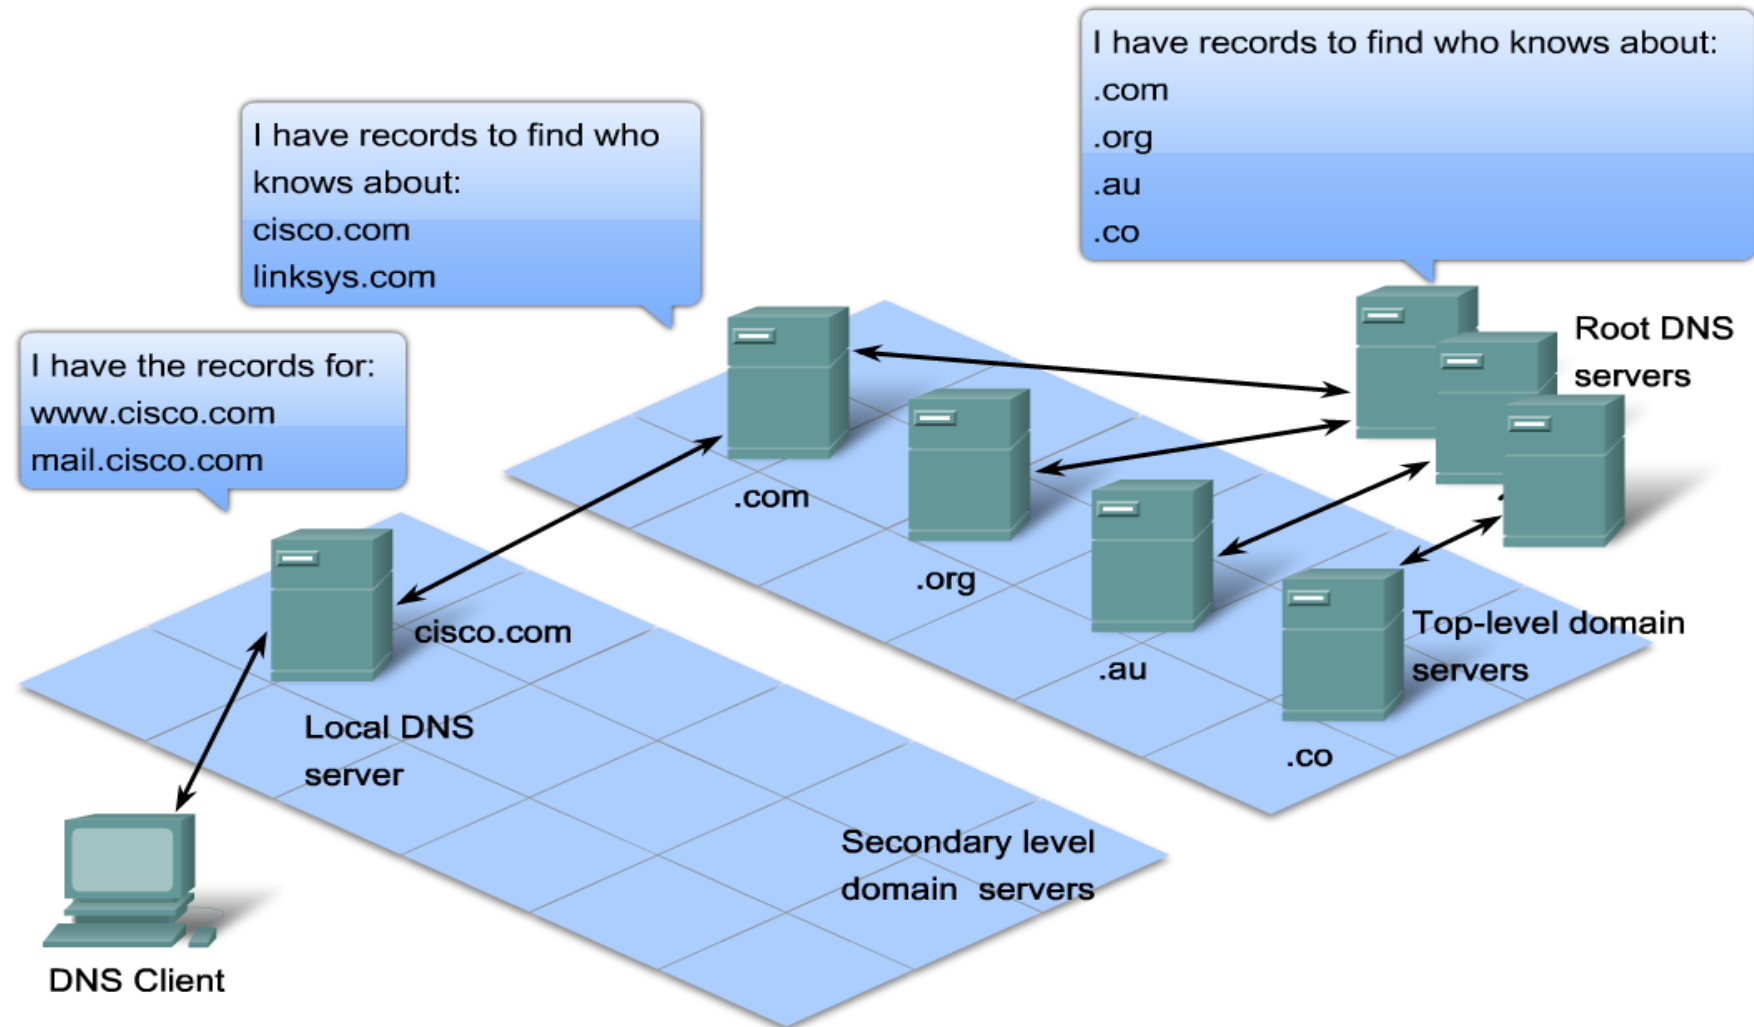 I have records to find who knows about:
.com
.org
.au
.co
I have records to find who
knows about:
cisco.com
linksys.com
I have the records for:
www.cisco.com
mail.cisco.com
Root DNS
servers
.com
.org
.au
.co
Top-level domain
servers
cisco.com
Local DNS
server
Secondary level
domain servers
DNS Client